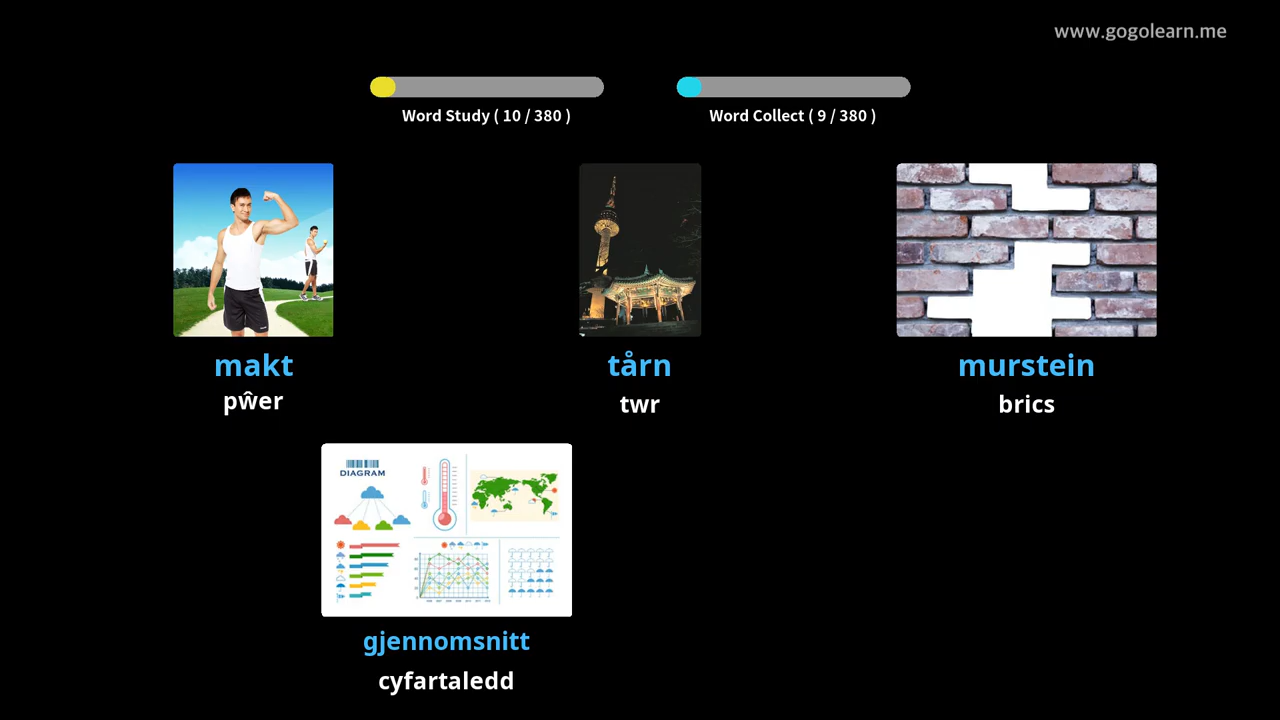 www.gogolearn.me
Word Study ( 10 / 380 )
Word Collect ( 9 / 380 )
makt
pŵer
tårn
twr
murstein
brics
DIAGRAM
gjennomsnitt
cyfartaledd